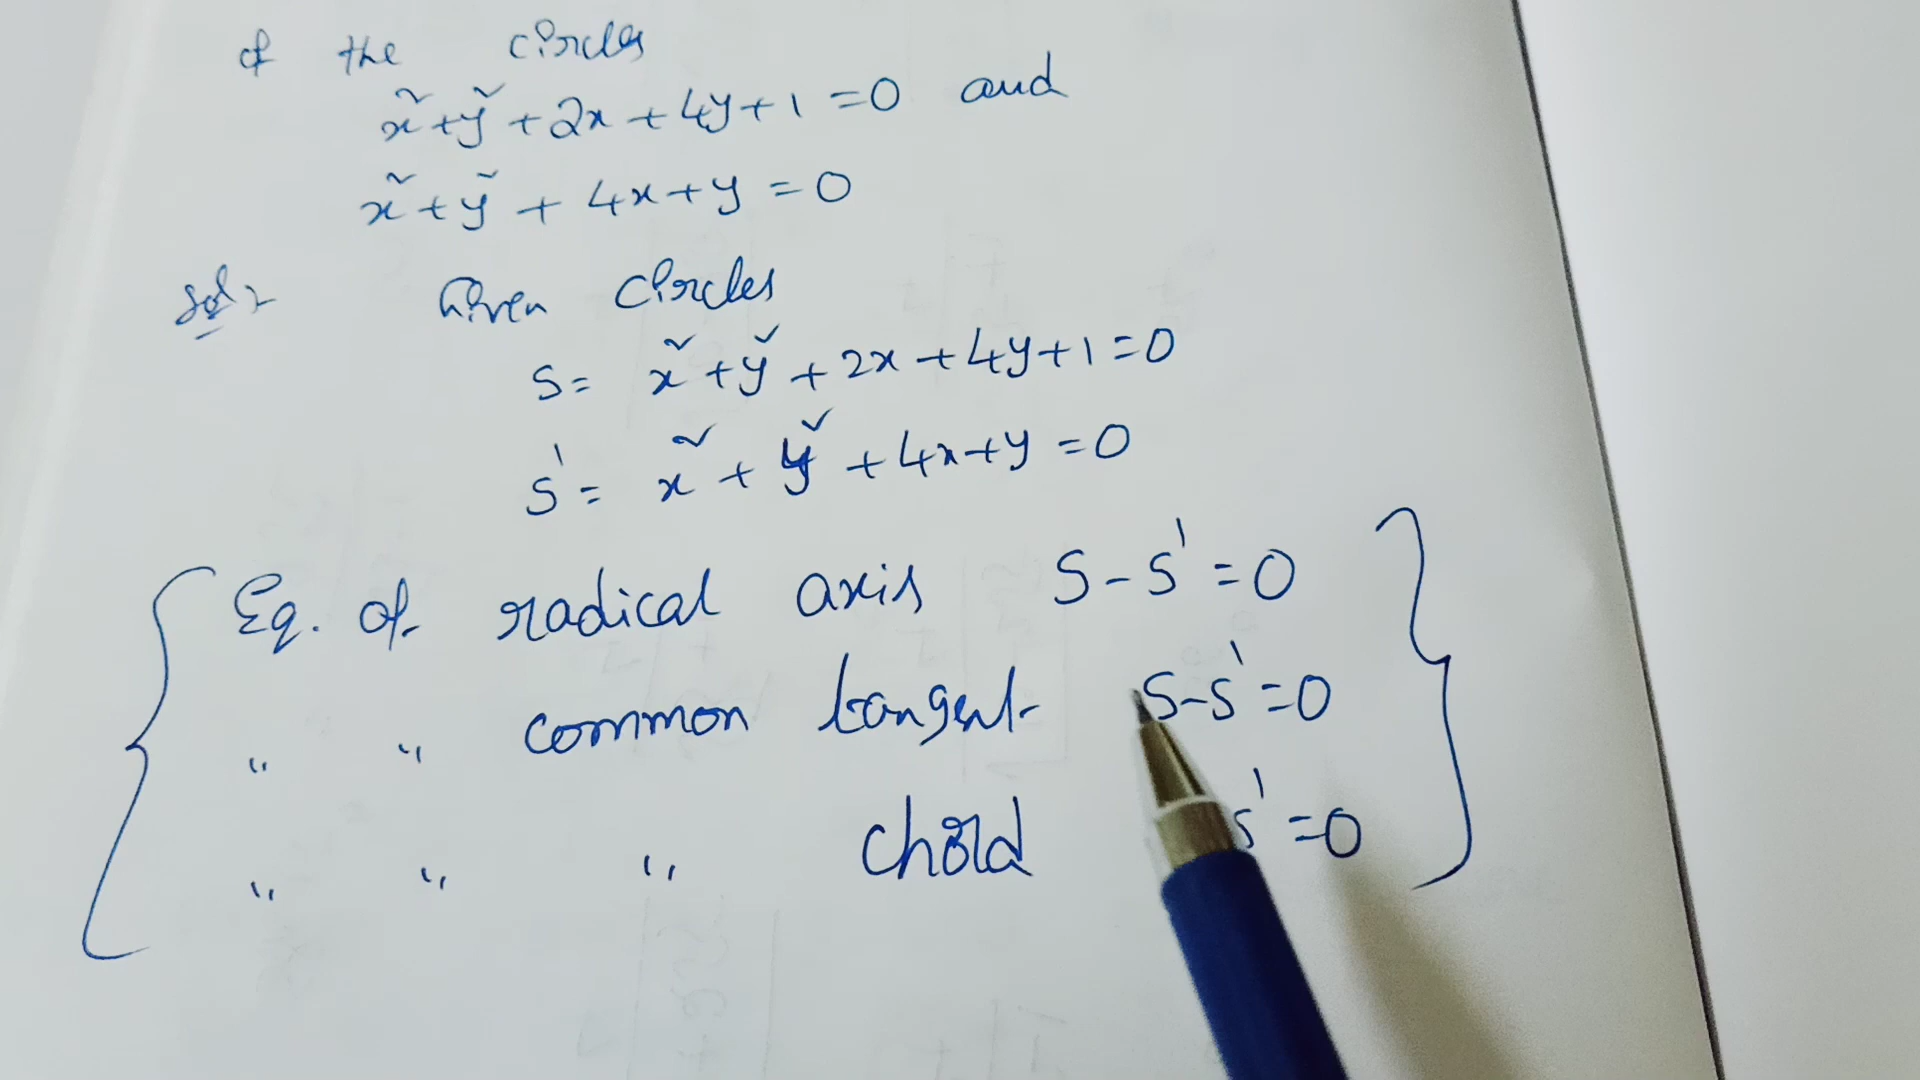 of the circles
x²+y²+2x+4y+1=0 and
x²+y²+4x+y=0
Sol:
Given circles
S= x²+y²+2x+4y+1=0
S'= x²+y²+4x+y=0
Eq. of radical axis S-S'=0
" " common tangent S-S'=0
" " " chord S'=0